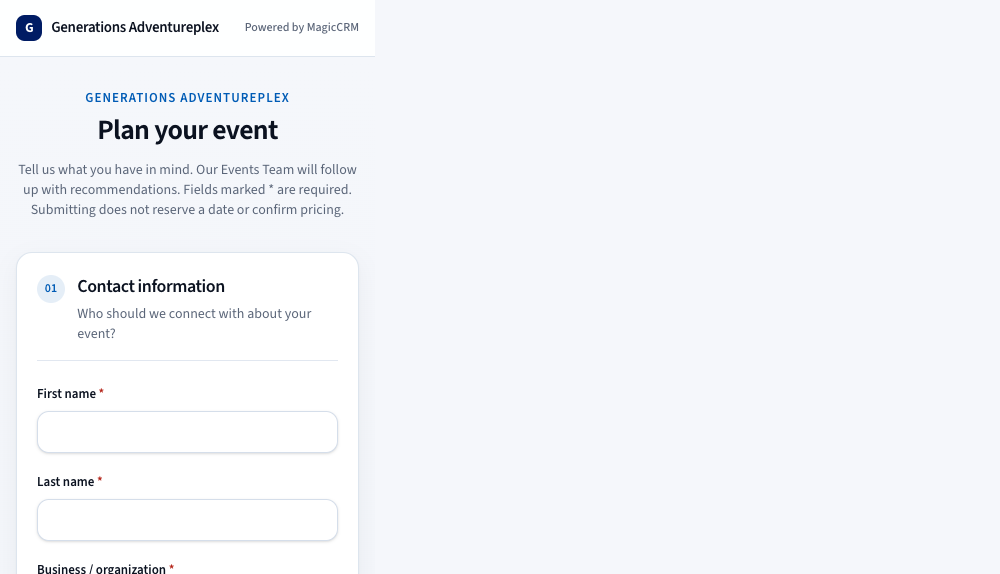 G Generations Adventureplex Powered by MagicCRM
GENERATIONS ADVENTUREPLEX
Plan your event
Tell us what you have in mind. Our Events Team will follow
up with recommendations. Fields marked * are required.
Submitting does not reserve a date or confirm pricing.
01 Contact information
Who should we connect with about your
event?
First name *
Last name *
Business / organization *